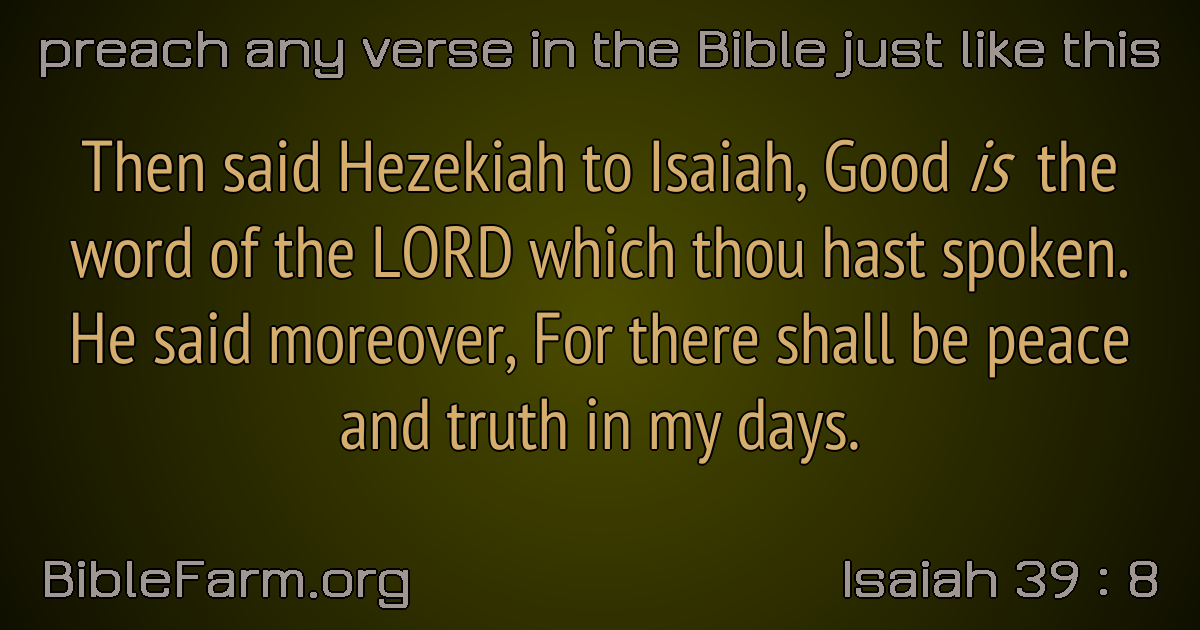 preach any verse in the Bible just like this
Then said Hezekiah to Isaiah, Good is the
word of the LORD which thou hast spoken.
He said moreover, For there shall be peace
and truth in my days.
BibleFarm.org
Isaiah 39 : 8